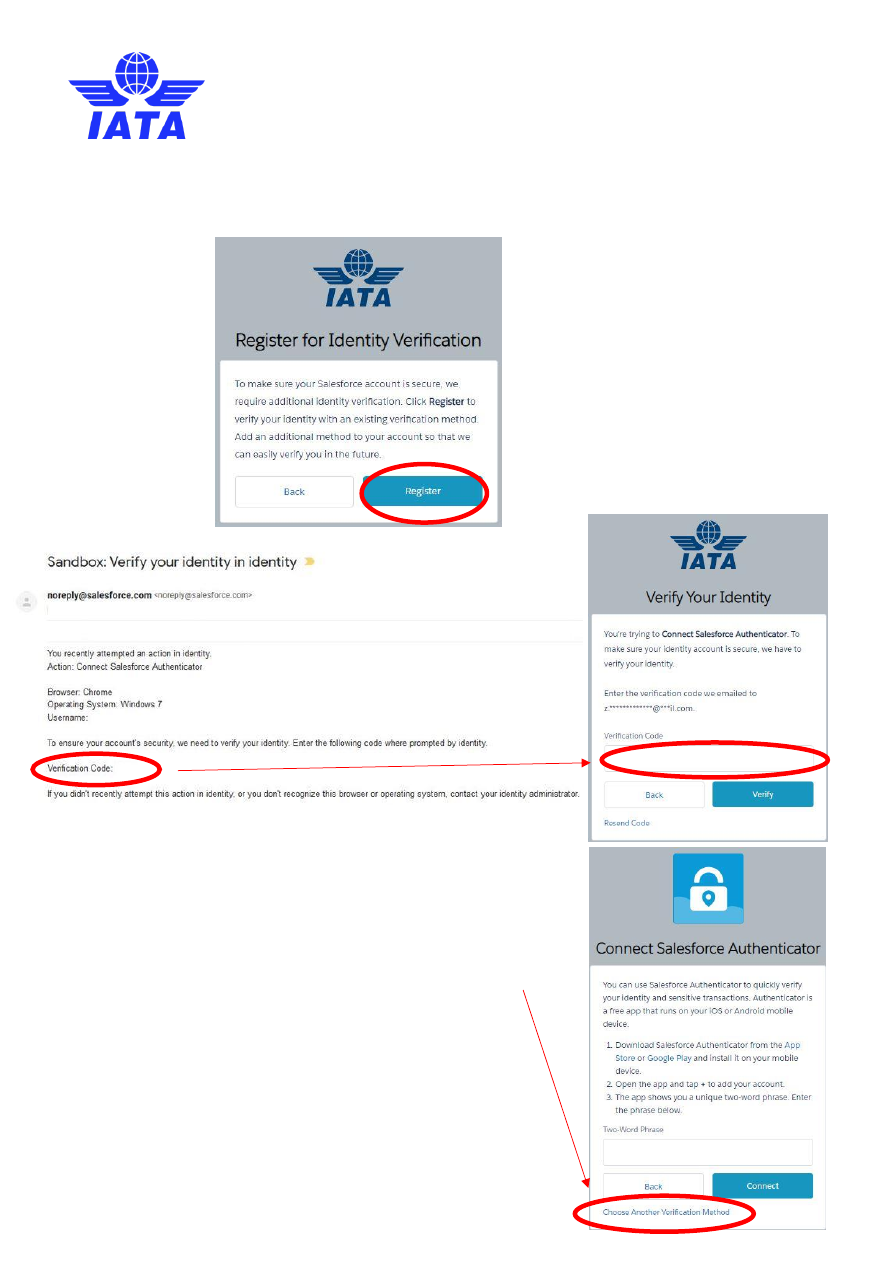 IATA
IATA
Register for Identity Verification
To make sure your Salesforce account is secure, we
require additional identity verification. Click Register to
verify your identity with an existing verification method.
Add an additional method to your account so that we
can easily verify you in the future.
Back
Register
Sandbox: Verify your identity in identity
noreply@salesforce.com <noreply@salesforce.com>
You recently attempted an action in identity.
Action: Connect Salesforce Authenticator
Browser: Chrome
Operating System: Windows 7
Username:
To ensure your account's security, we need to verify your identity. Enter the following code where prompted by identity.
Verification Code:
If you didn't recently attempt this action in identity, or you don't recognize this browser or operating system, contact your identity administrator.
IATA
Verify Your Identity
You're trying to Connect Salesforce Authenticator. To
make sure your identity account is secure, we have to
verify your identity.
Enter the verification code we emailed to
z.*************@***il.com.
Verification Code
Back
Verify
Resend Code
Connect Salesforce Authenticator
You can use Salesforce Authenticator to quickly verify
your identity and sensitive transactions. Authenticator is
a free app that runs on your iOS or Android mobile
device.
1. Download Salesforce Authenticator from the App
Store or Google Play and install it on your mobile
device.
2. Open the app and tap + to add your account.
3. The app shows you a unique two-word phrase. Enter
the phrase below.
Two-Word Phrase
Back
Connect
Choose Another Verification Method